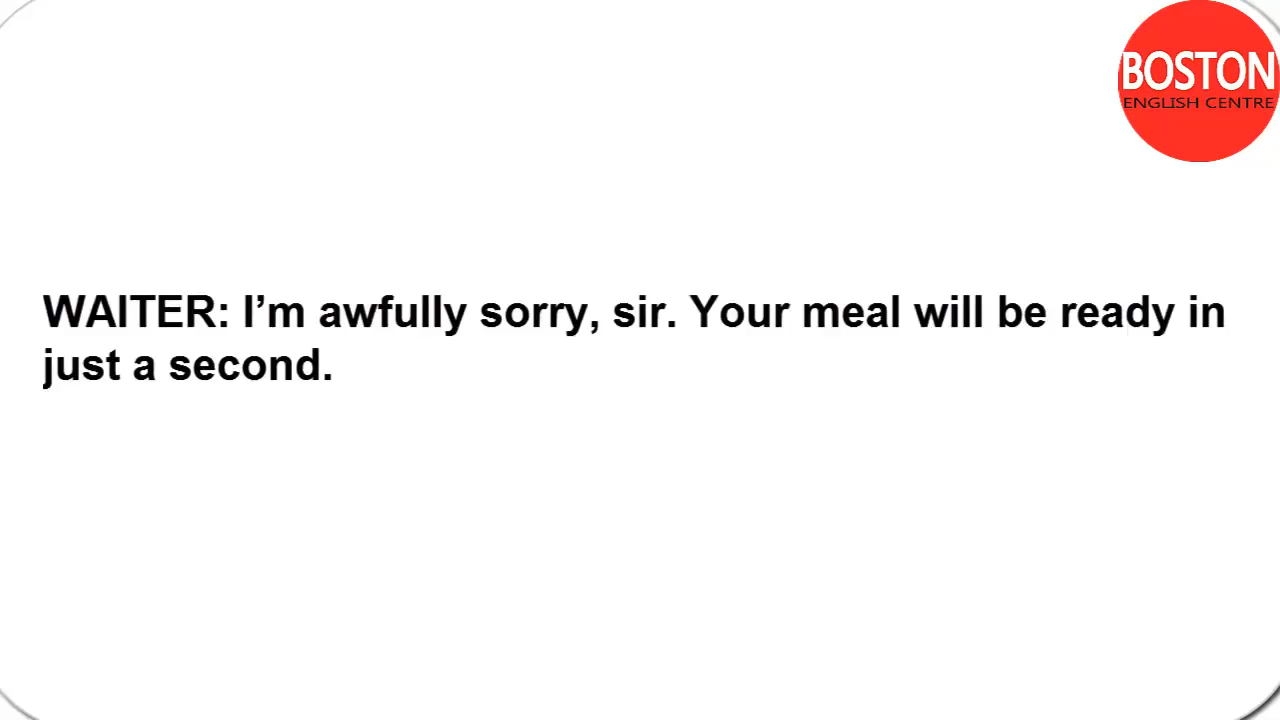 BOSTON
ENGLISH CENTRE
WAITER: I’m awfully sorry, sir. Your meal will be ready in
just a second.